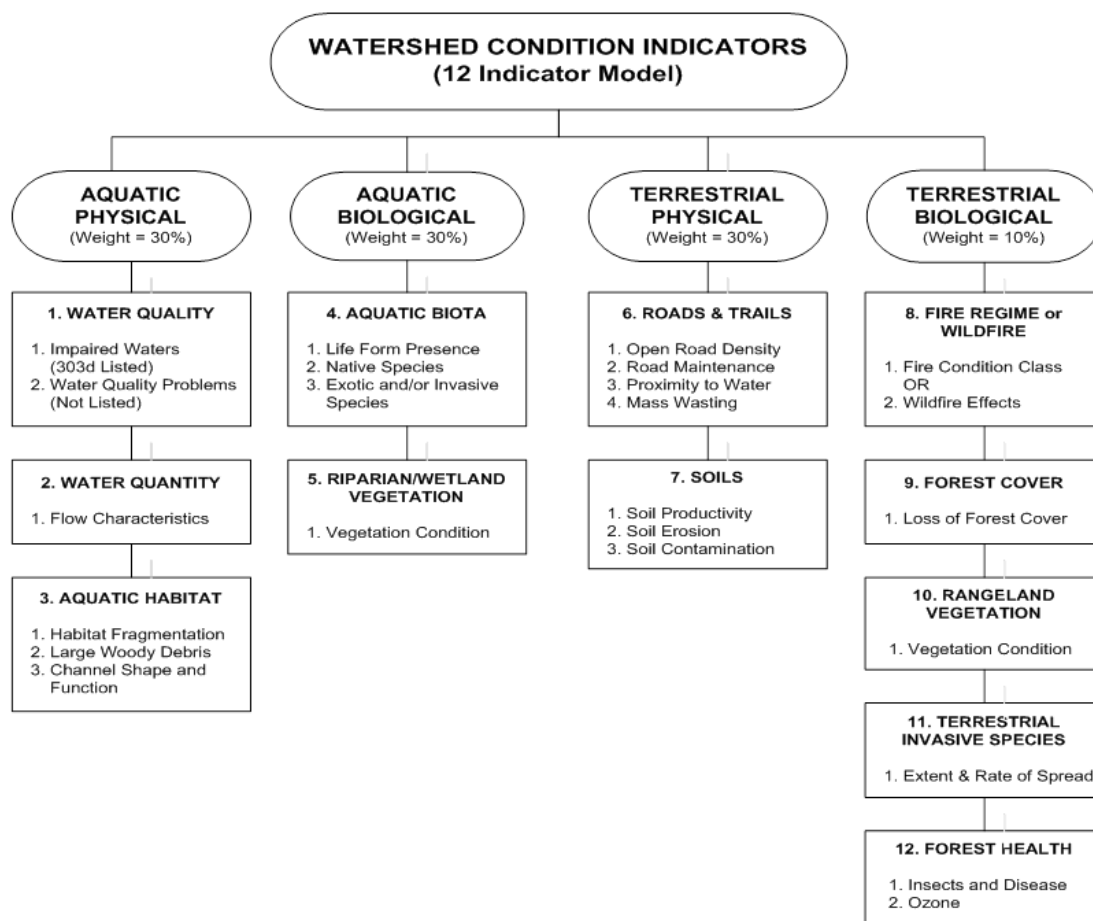 WATERSHED CONDITION INDICATORS
(12 Indicator Model)
AQUATIC
PHYSICAL
(Weight = 30%)
1. WATER QUALITY
1. Impaired Waters
(303d Listed)
2. Water Quality Problems
(Not Listed)
2. WATER QUANTITY
1. Flow Characteristics
3. AQUATIC HABITAT
1. Habitat Fragmentation
2. Large Woody Debris
3. Channel Shape and
Function
AQUATIC
BIOLOGICAL
(Weight = 30%)
4. AQUATIC BIOTA
1. Life Form Presence
2. Native Species
3. Exotic and/or Invasive
Species
5. RIPARIAN/WETLAND
VEGETATION
1. Vegetation Condition
TERRESTRIAL
PHYSICAL
(Weight = 30%)
6. ROADS & TRAILS
1. Open Road Density
2. Road Maintenance
3. Proximity to Water
4. Mass Wasting
7. SOILS
1. Soil Productivity
2. Soil Erosion
3. Soil Contamination
TERRESTRIAL
BIOLOGICAL
(Weight = 10%)
8. FIRE REGIME or
WILDFIRE
1. Fire Condition Class
OR
2. Wildfire Effects
9. FOREST COVER
1. Loss of Forest Cover
10. RANGELAND
VEGETATION
1. Vegetation Condition
11. TERRESTRIAL
INVASIVE SPECIES
1. Extent & Rate of Spread
12. FOREST HEALTH
1. Insects and Disease
2. Ozone